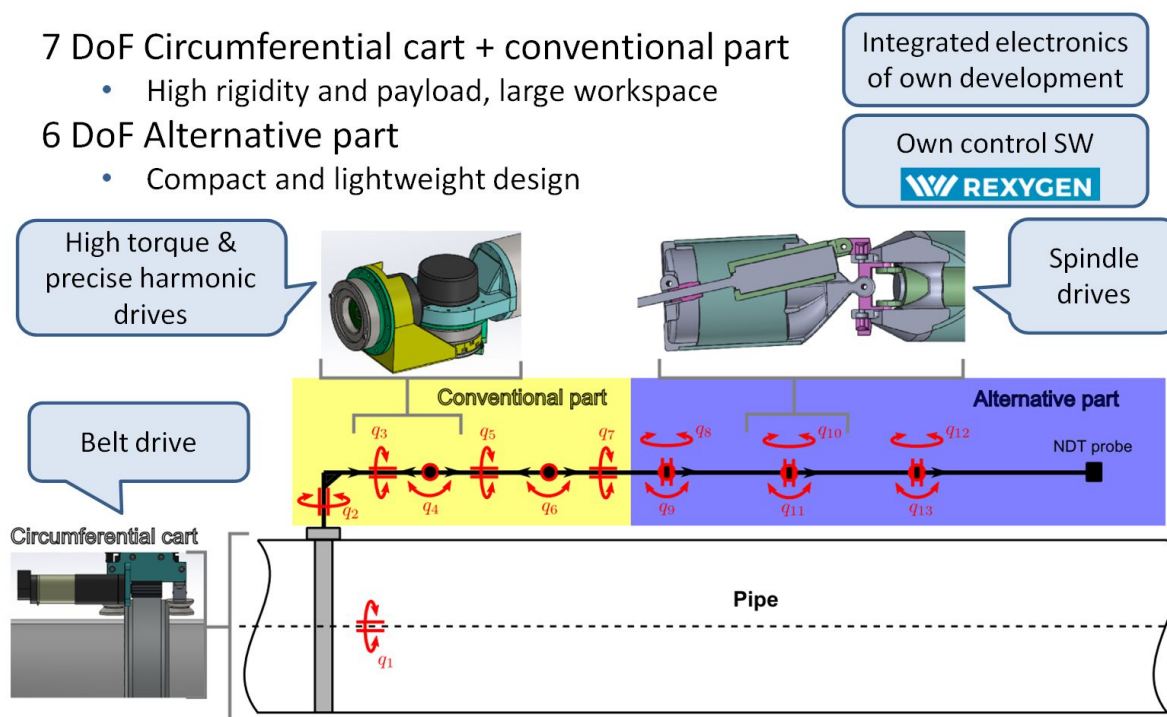 7 DoF Circumferential cart + conventional part
• High rigidity and payload, large workspace
6 DoF Alternative part
• Compact and lightweight design
Integrated electronics
of own development
Own control SW
REXYGEN
High torque &
precise harmonic
drives
Spindle
drives
Belt drive
Conventional part
Alternative part
q3
q5
q7
q8
q10
q12
NDT probe
q2
q4
q6
q9
q11
q13
Circumferential cart
Pipe
q1